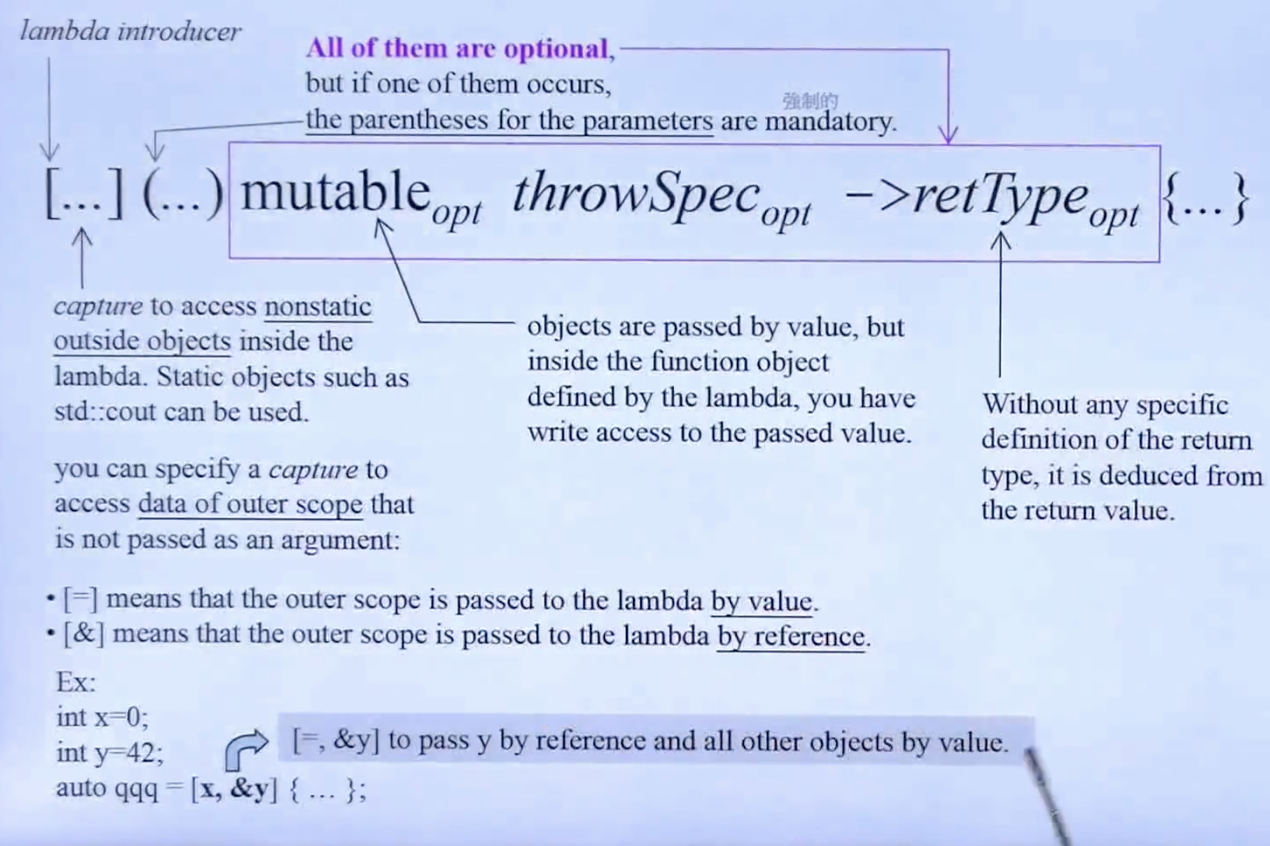 lambda introducer
All of them are optional,
but if one of them occurs,
強制的
the parentheses for the parameters are mandatory.
[...] (...) mutable opt throwSpec opt ->retType opt {...}
capture to access nonstatic
outside objects inside the
lambda. Static objects such as
std::cout can be used.
objects are passed by value, but
inside the function object
defined by the lambda, you have
write access to the passed value.
Without any specific
definition of the return
type, it is deduced from
the return value.
you can specify a capture to
access data of outer scope that
is not passed as an argument:
• [=] means that the outer scope is passed to the lambda by value.
• [&] means that the outer scope is passed to the lambda by reference.
Ex:
int x=0;
int y=42;
[=, &y] to pass y by reference and all other objects by value.
auto qqq = [x, &y] { ... };